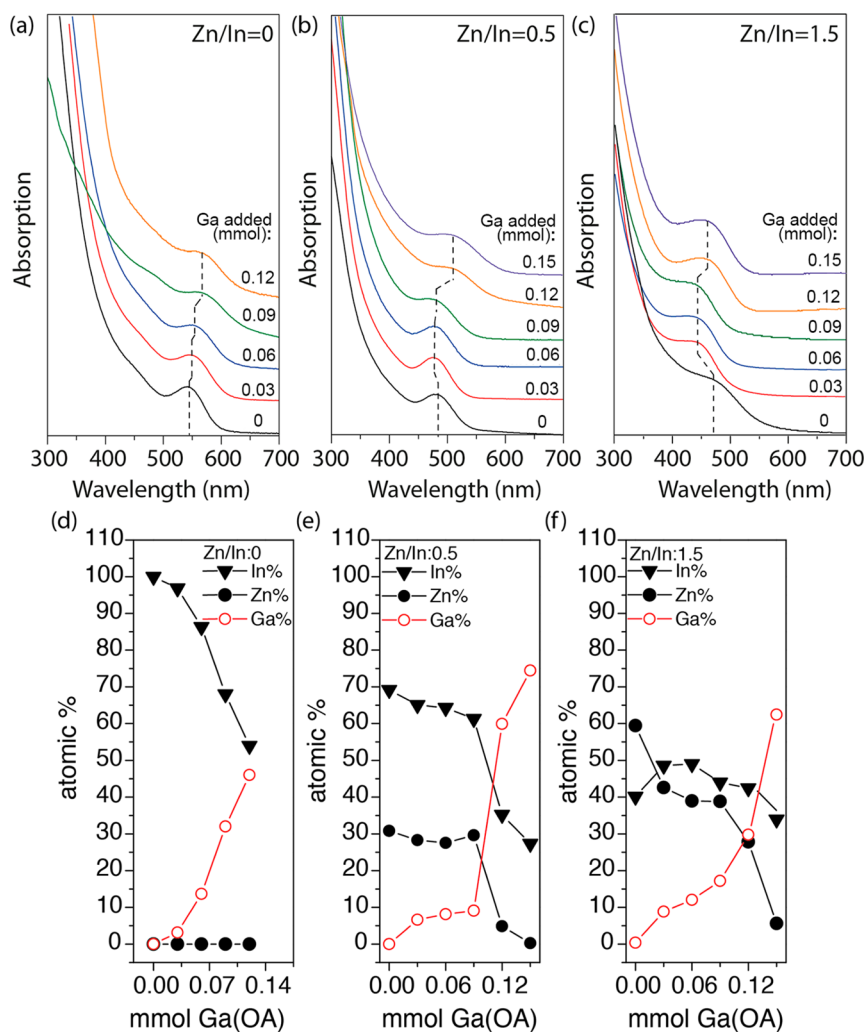 (a)
Zn/In=0
Absorption
Ga added
(mmol):
0.12
0.09
0.06
0.03
0
300 400 500 600 700
Wavelength (nm)
(b)
Zn/In=0.5
Absorption
Ga added
(mmol):
0.15
0.12
0.09
0.06
0.03
0
300 400 500 600 700
Wavelength (nm)
(c)
Zn/In=1.5
Absorption
Ga added
(mmol):
0.15
0.12
0.09
0.06
0.03
0
300 400 500 600 700
Wavelength (nm)
(d)
Zn/In:0
In%
Zn%
Ga%
atomic %
110
100
90
80
70
60
50
40
30
20
10
0
0.00 0.07 0.14
mmol Ga(OA)
(e)
Zn/In:0.5
In%
Zn%
Ga%
atomic %
110
100
90
80
70
60
50
40
30
20
10
0
0.00 0.06 0.12
mmol Ga(OA)
(f)
Zn/In:1.5
In%
Zn%
Ga%
atomic %
110
100
90
80
70
60
50
40
30
20
10
0
0.00 0.06 0.12
mmol Ga(OA)